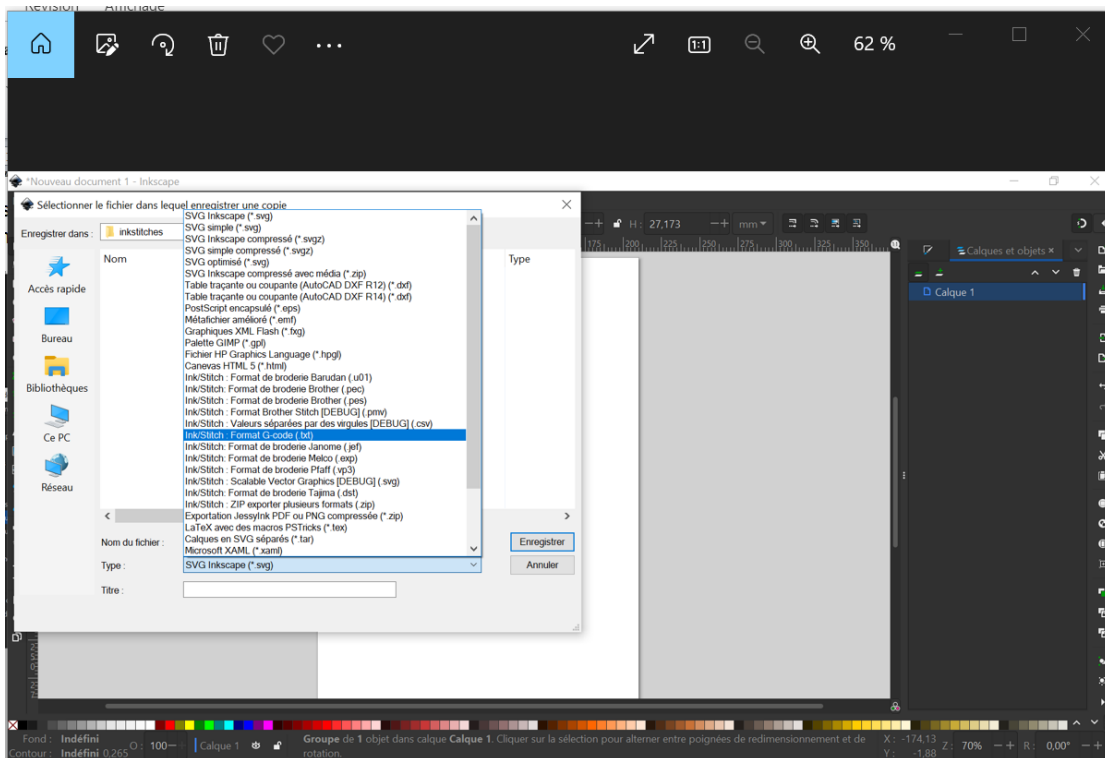 Révision Affichage
62 %
*Nouveau document 1 - Inkscape
Sélectionner le fichier dans lequel enregistrer une copie
Enregistrer dans :
inkstitches
H : 27,173
mm
175 200 225 250 275 300 325 350
Calques et objets
Calque 1
Nom
Type
Accès rapide
Bureau
Bibliothèques
Ce PC
Réseau
SVG Inkscape (*.svg)
SVG simple (*.svg)
SVG Inkscape compressé (*.svgz)
SVG simple compressé (*.svgz)
SVG optimisé (*.svg)
SVG Inkscape compressé avec média (*.zip)
Table traçante ou coupante (AutoCAD DXF R12) (*.dxf)
Table traçante ou coupante (AutoCAD DXF R14) (*.dxf)
PostScript encapsulé (*.eps)
Métafichier amélioré (*.emf)
Graphiques XML Flash (*.fxg)
Palette GIMP (*.gpl)
Fichier HP Graphics Language (*.hpgl)
Canevas HTML 5 (*.html)
Ink/Stitch : Format de broderie Barudan (.u01)
Ink/Stitch: Format de broderie Brother (.pec)
Ink/Stitch: Format de broderie Brother (.pes)
Ink/Stitch : Format Brother Stitch [DEBUG] (.pmv)
Ink/Stitch : Valeurs séparées par des virgules [DEBUG] (.csv)
Ink/Stitch : Format G-code (.txt)
Ink/Stitch: Format de broderie Janome (.jef)
Ink/Stitch : Format de broderie Melco (.exp)
Ink/Stitch : Format de broderie Pfaff (.vp3)
Ink/Stitch : Scalable Vector Graphics [DEBUG] (.svg)
Ink/Stitch: Format de broderie Tajima (.dst)
Ink/Stitch : ZIP exporter plusieurs formats (.zip)
Exportation JessyInk PDF ou PNG compressée (*.zip)
LaTeX avec des macros PSTricks (*.tex)
Calques en SVG séparés (*.tar)
Microsoft XAML (*.xaml)
Nom du fichier :
Enregistrer
Type :
SVG Inkscape (*.svg)
Annuler
Titre :
Fond : Indéfini
Contour : Indéfini 0,265
O : 100
Calque 1
Groupe de 1 objet dans calque Calque 1. Cliquer sur la sélection pour alterner entre poignées de redimensionnement et de
rotation.
X : -174,13
Y : -1,88
Z : 70%
R : 0,00°